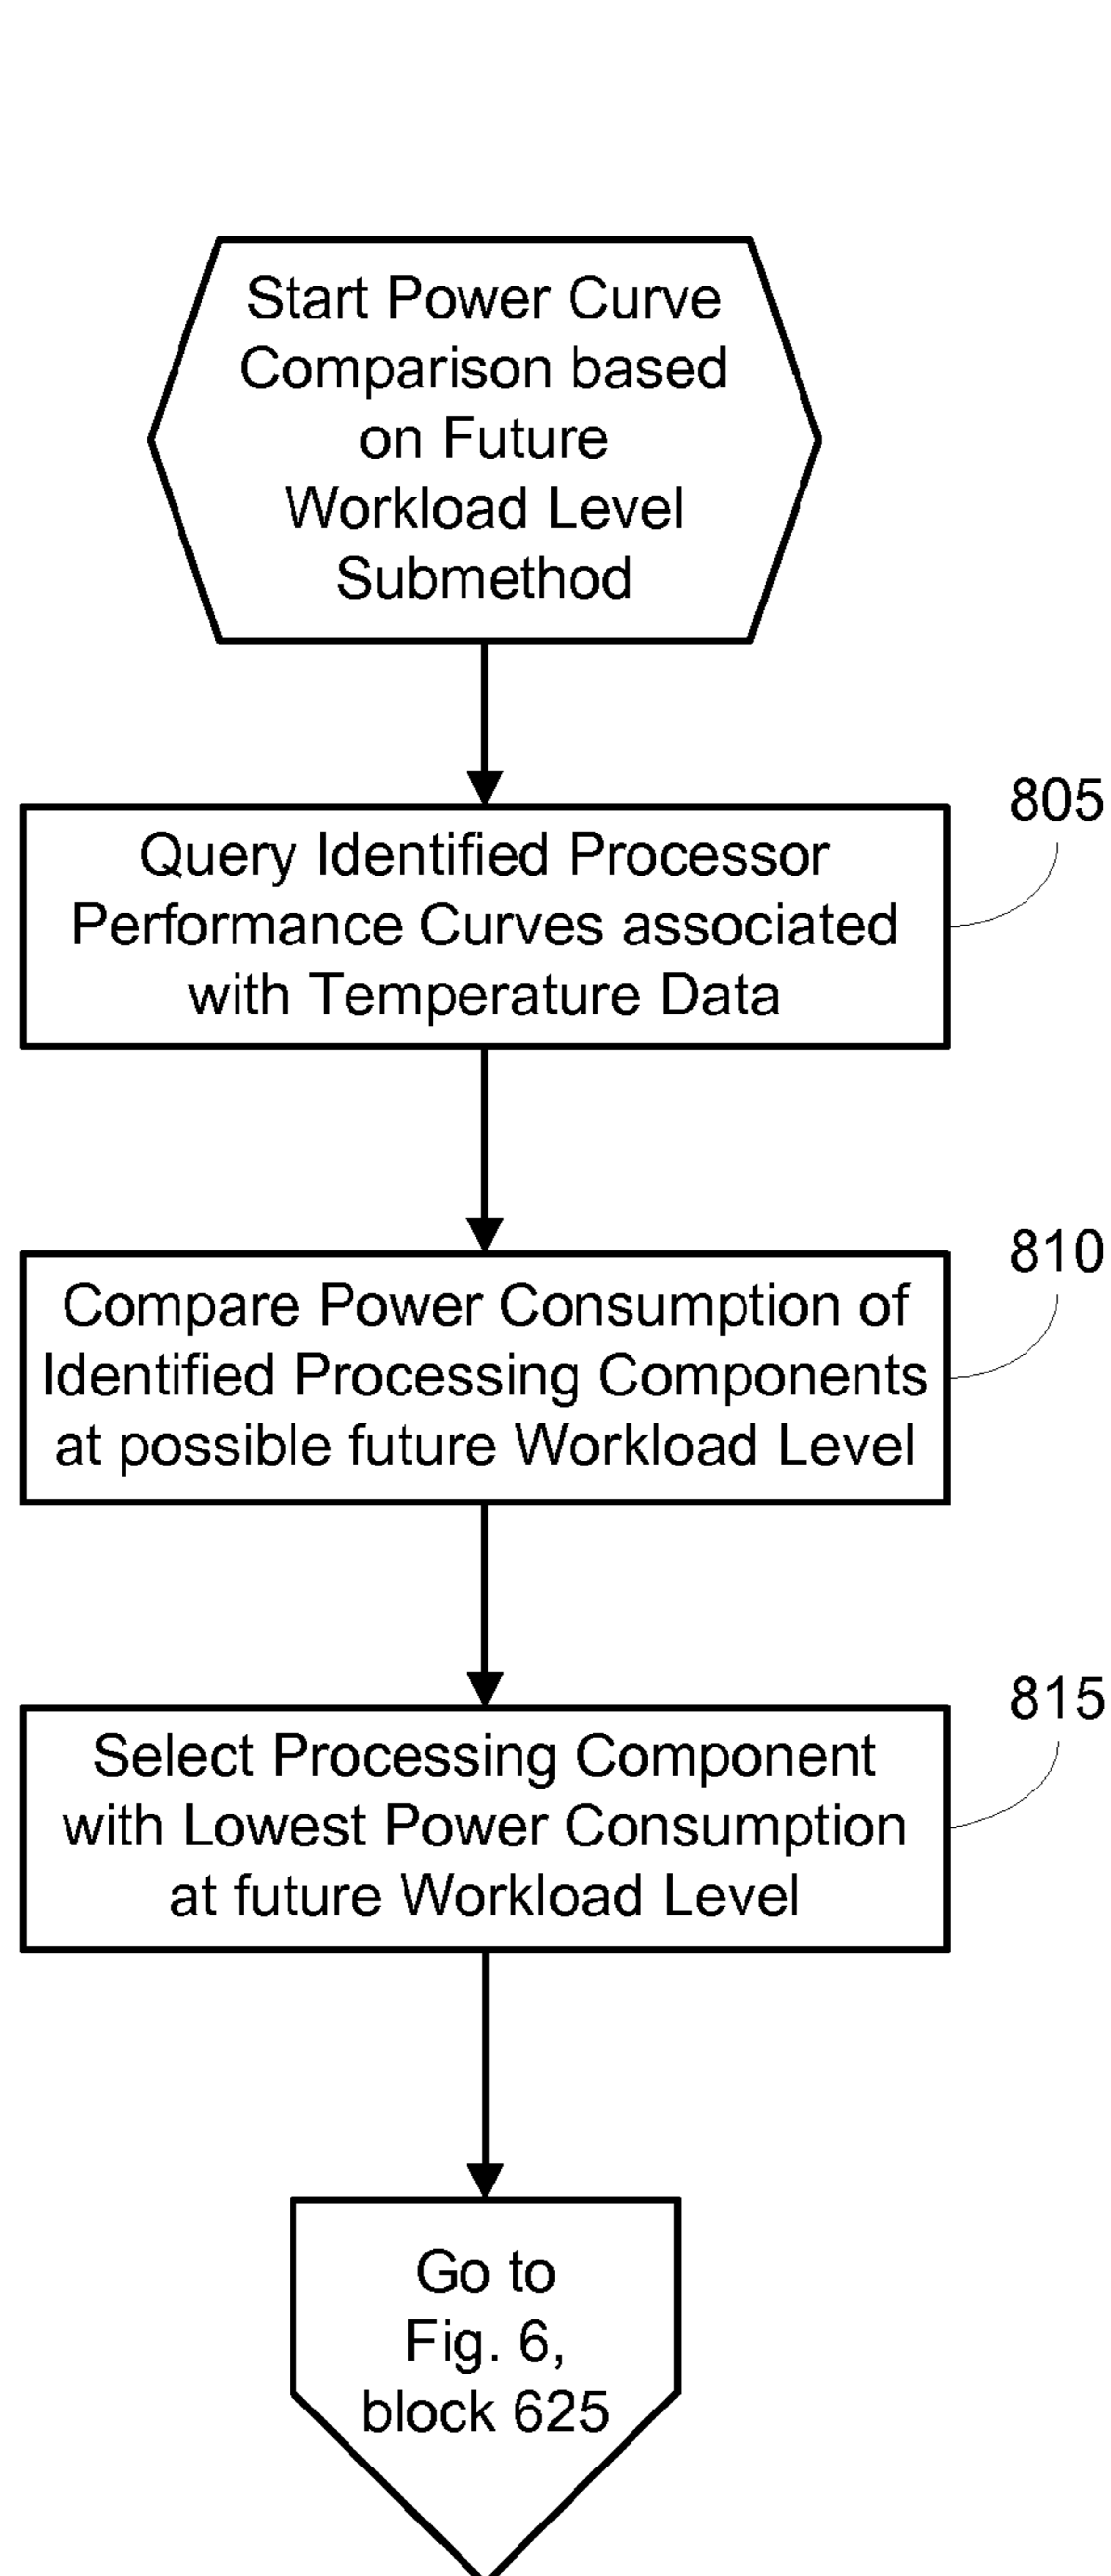 Start Power Curve
Comparison based
on Future
Workload Level
Submethod
805
Query Identified Processor
Performance Curves associated
with Temperature Data
810
Compare Power Consumption of
Identified Processing Components
at possible future Workload Level
815
Select Processing Component
with Lowest Power Consumption
at future Workload Level
Go to
Fig. 6,
block 625